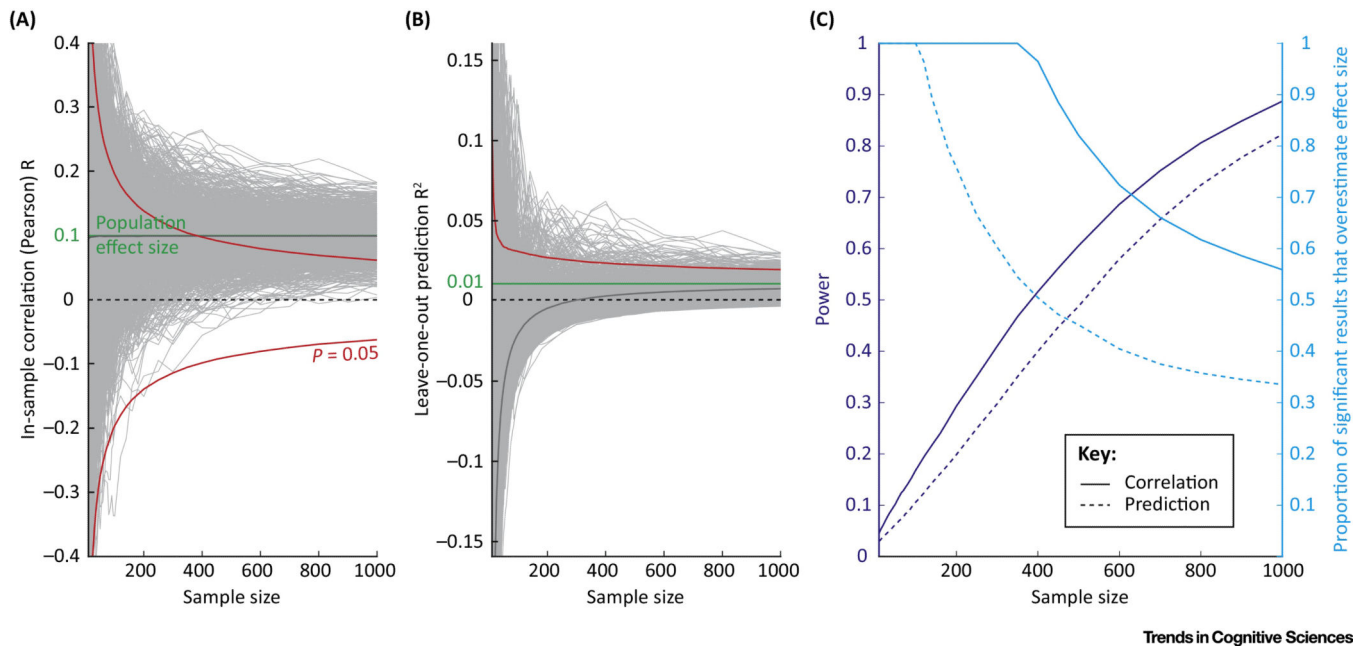 (A)
0.4
0.3
0.2
0.1
0
−0.1
−0.2
−0.3
−0.4
In-sample correlation (Pearson) R
Population
effect size
P = 0.05
200 400 600 800 1000
Sample size
(B)
0.15
0.1
0.05
0.01
0
−0.05
−0.1
−0.15
Leave-one-out prediction R²
200 400 600 800 1000
Sample size
(C)
1
0.9
0.8
0.7
0.6
0.5
0.4
0.3
0.2
0.1
0
Power
Key:
Correlation
Prediction
200 400 600 800 1000
Sample size
1
0.9
0.8
0.7
0.6
0.5
0.4
0.3
0.2
0.1
Proportion of significant results that overestimate effect size
Trends in Cognitive Sciences